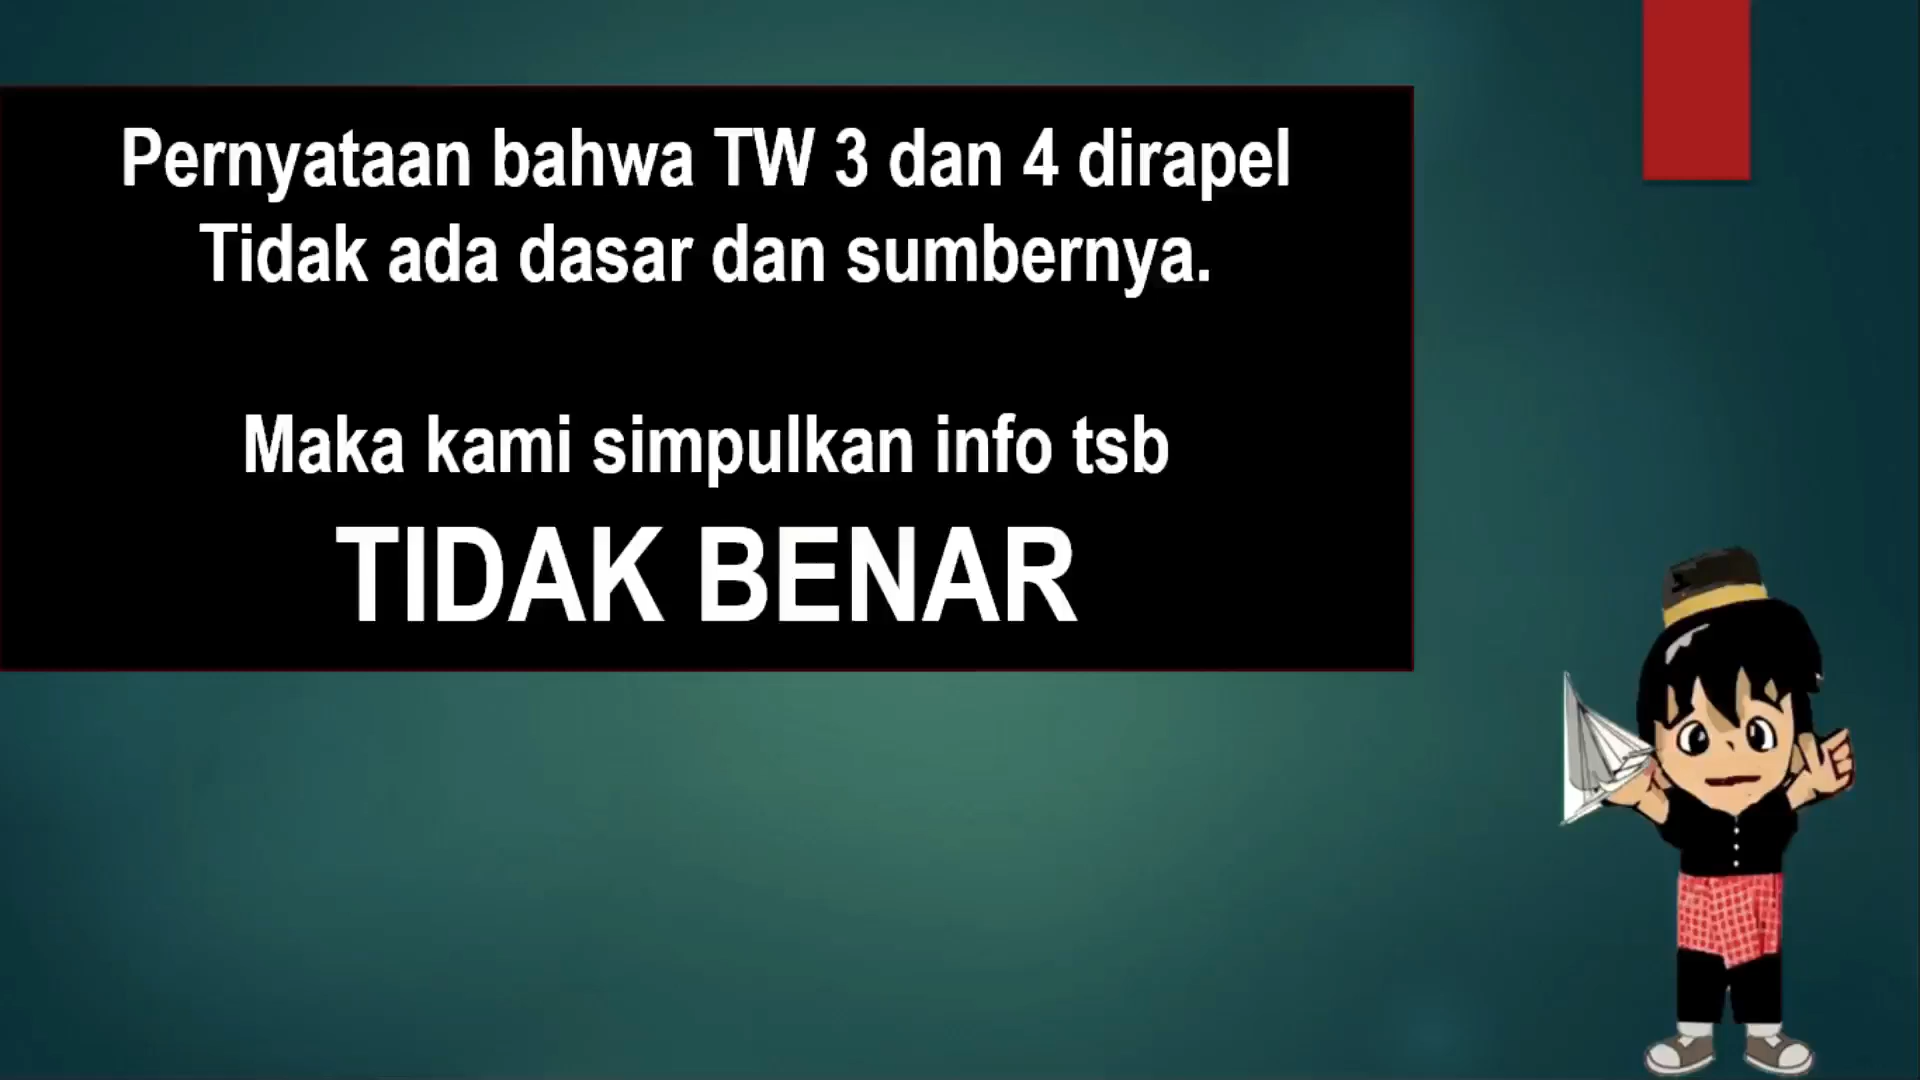 Pernyataan bahwa TW 3 dan 4 dirapel
Tidak ada dasar dan sumbernya.
Maka kami simpulkan info tsb
TIDAK BENAR